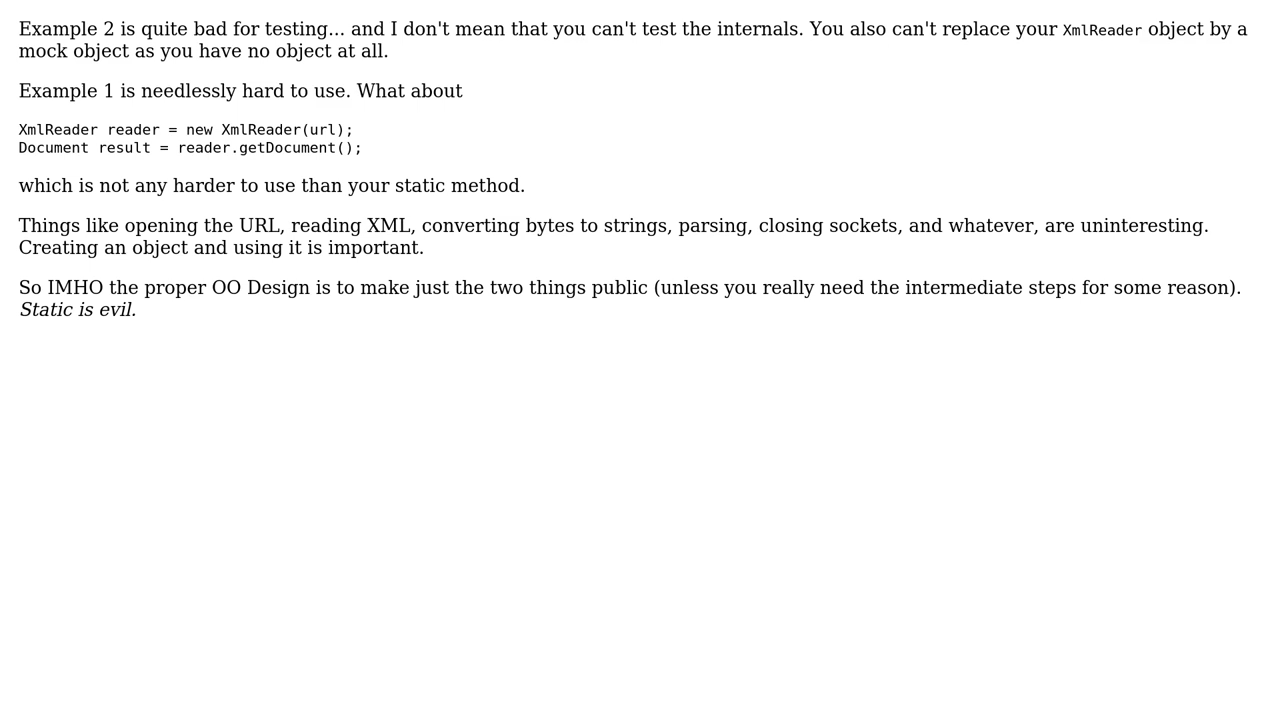 Example 2 is quite bad for testing... and I don't mean that you can't test the internals. You also can't replace your XmlReader object by a
mock object as you have no object at all.
Example 1 is needlessly hard to use. What about
XmlReader reader = new XmlReader(url);
Document result = reader.getDocument();
which is not any harder to use than your static method.
Things like opening the URL, reading XML, converting bytes to strings, parsing, closing sockets, and whatever, are uninteresting.
Creating an object and using it is important.
So IMHO the proper OO Design is to make just the two things public (unless you really need the intermediate steps for some reason).
Static is evil.